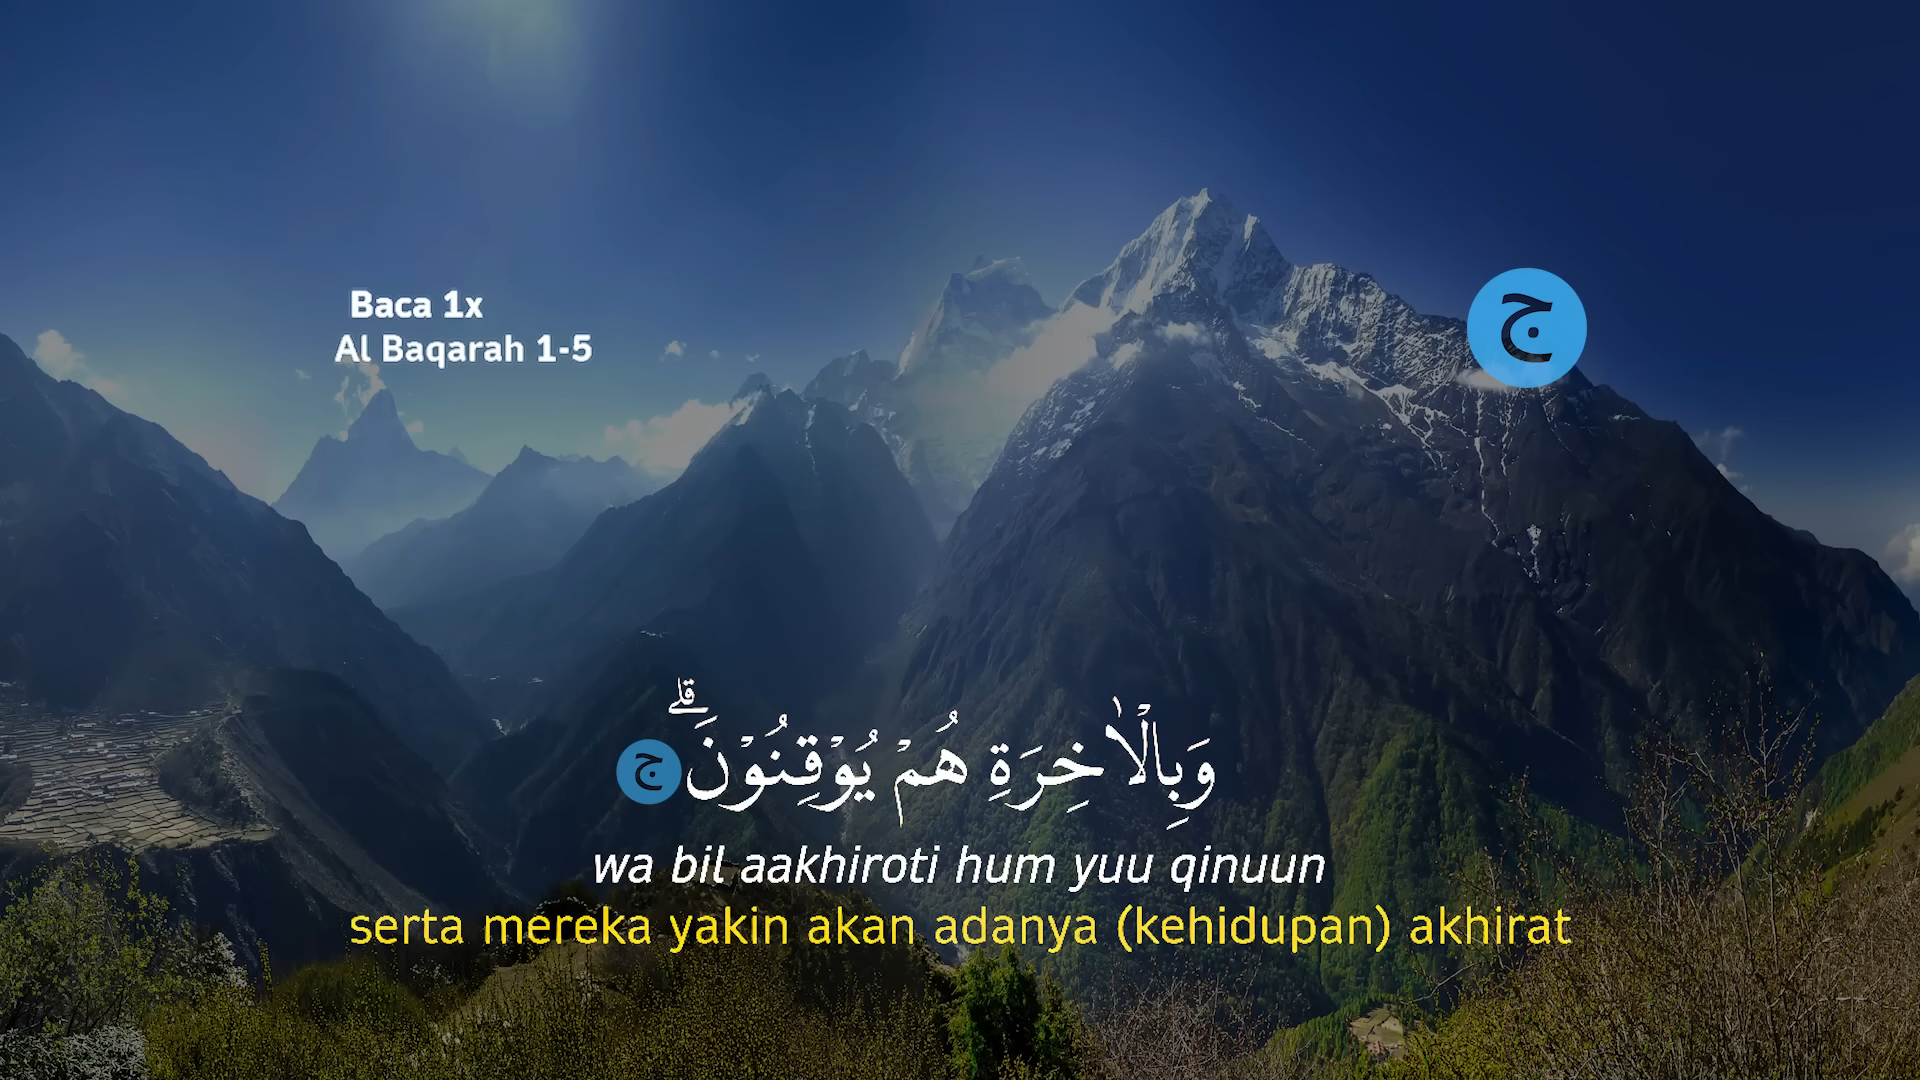 Baca 1x
Al Baqarah 1-5
ج
وَبِالْاٰخِرَةِ هُمْ يُوْقِنُوْنَۗ ج
wa bil aakhiroti hum yuu qinuun
serta mereka yakin akan adanya (kehidupan) akhirat